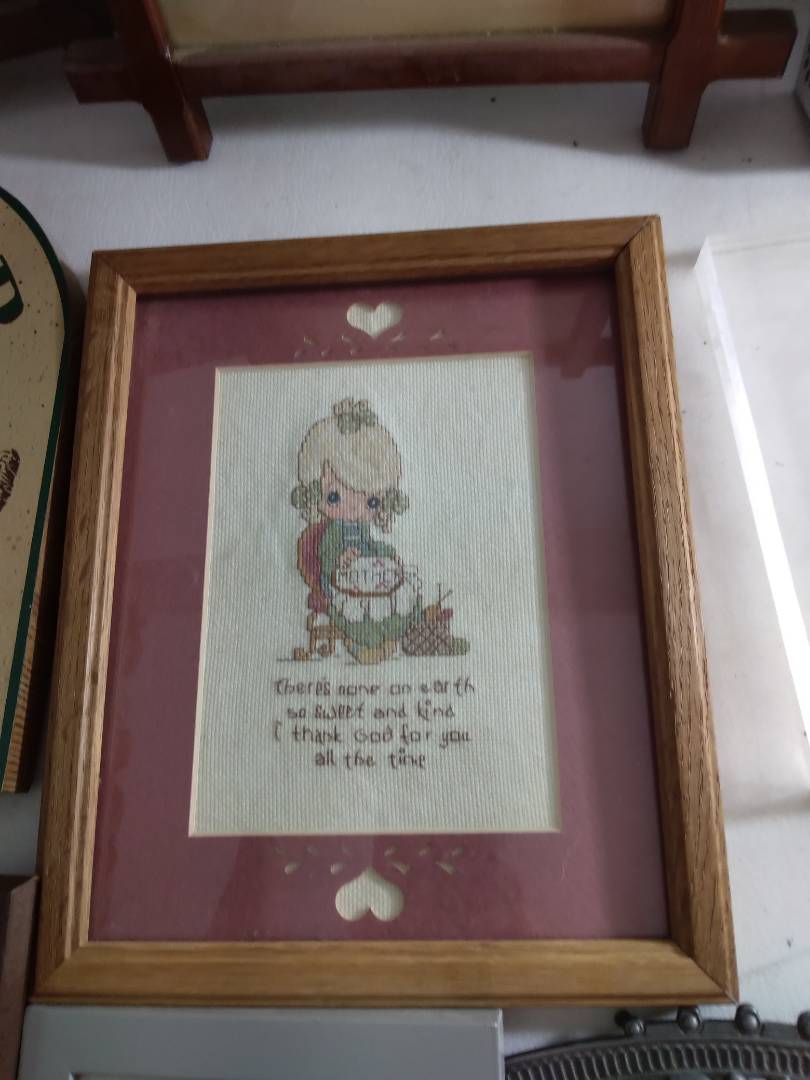 There's none on earth
so sweet and kind
I thank God for you
all the time